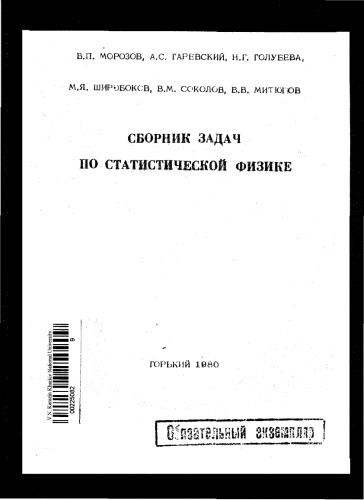 В.П. МОРОЗОВ, А.С. ГАРЕВСКИЙ, Н.Г. ГОЛУБЕВА,
М.Я. ШИРОБОКОВ, В.М. СОКОЛОВ, В.В. МИТЮГОВ
СБОРНИК ЗАДАЧ
ПО СТАТИСТИЧЕСКОЙ ФИЗИКЕ
V.N. Karazin Kharkiv National University
00225082
9
ГОРЬКИЙ 1980
Обязательный экземпляр